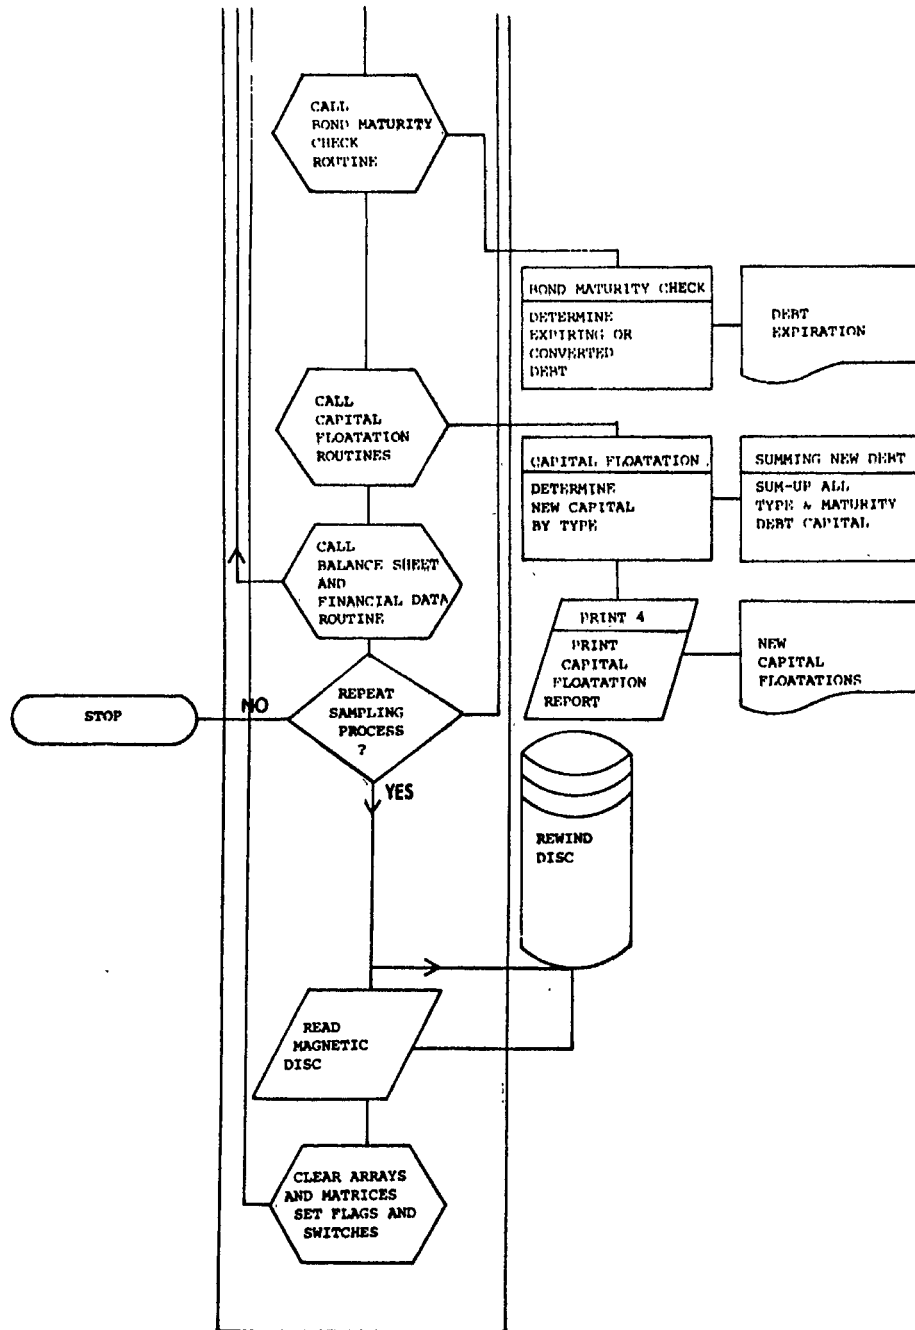 CALL
BOND MATURITY
CHECK
ROUTINE
BOND MATURITY CHECK
DETERMINE
EXPIRING OR
CONVERTED
DEBT
DEBT
EXPIRATION
CALL
CAPITAL
FLOATATION
ROUTINES
CAPITAL FLOATATION
DETERMINE
NEW CAPITAL
BY TYPE
SUMMING NEW DEBT
SUM-UP ALL
TYPE & MATURITY
DEBT CAPITAL
CALL
BALANCE SHEET
AND
FINANCIAL DATA
ROUTINE
PRINT 4
PRINT
CAPITAL
FLOATATION
REPORT
NEW
CAPITAL
FLOATATIONS
STOP
NO
REPEAT
SAMPLING
PROCESS
?
YES
REWIND
DISC
READ
MAGNETIC
DISC
CLEAR ARRAYS
AND MATRICES
SET FLAGS AND
SWITCHES